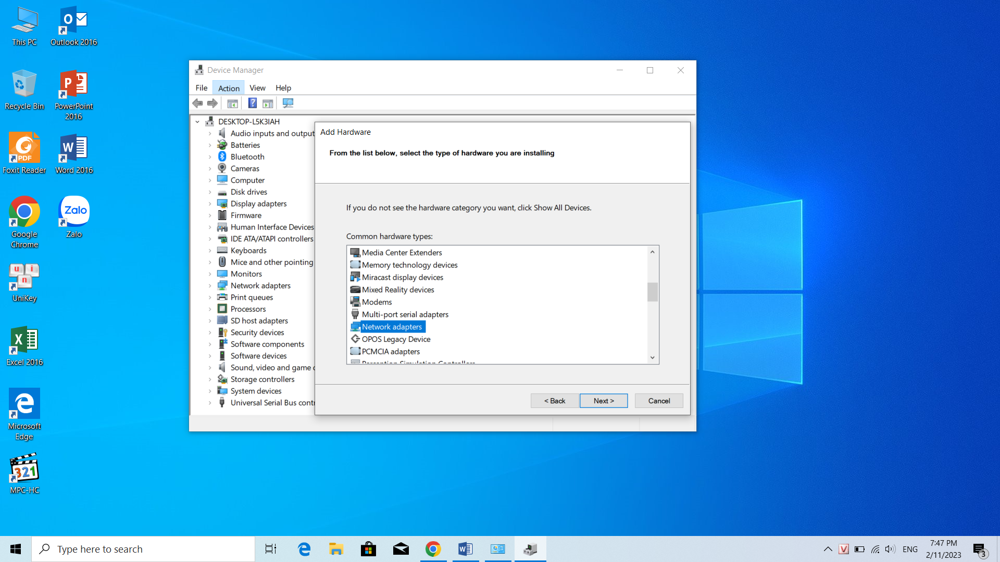 This PC
Outlook 2016
Recycle Bin
PowerPoint
2016
PDF
Foxit Reader
Word 2016
Google
Chrome
Zalo
Zalo
u i
n
UniKey
Excel 2016
Microsoft
Edge
321
MPC-HC
Device Manager
File Action View Help
DESKTOP-L5K3IAH
Audio inputs and output
Batteries
Bluetooth
Cameras
Computer
Disk drives
Display adapters
Firmware
Human Interface Devices
IDE ATA/ATAPI controllers
Keyboards
Mice and other pointing
Monitors
Network adapters
Print queues
Processors
SD host adapters
Security devices
Software components
Software devices
Sound, video and game
Storage controllers
System devices
Universal Serial Bus
Add Hardware
From the list below, select the type of hardware you are installing
If you do not see the hardware category you want, click Show All Devices.
Common hardware types:
Media Center Extenders
Memory technology devices
Miracast display devices
Mixed Reality devices
Modems
Multi-port serial adapters
Network adapters
OPOS Legacy Device
PCMCIA adapters
Perception Simulation Controllers
< Back Next > Cancel
Type here to search
ENG
7:47 PM
2/11/2023
3